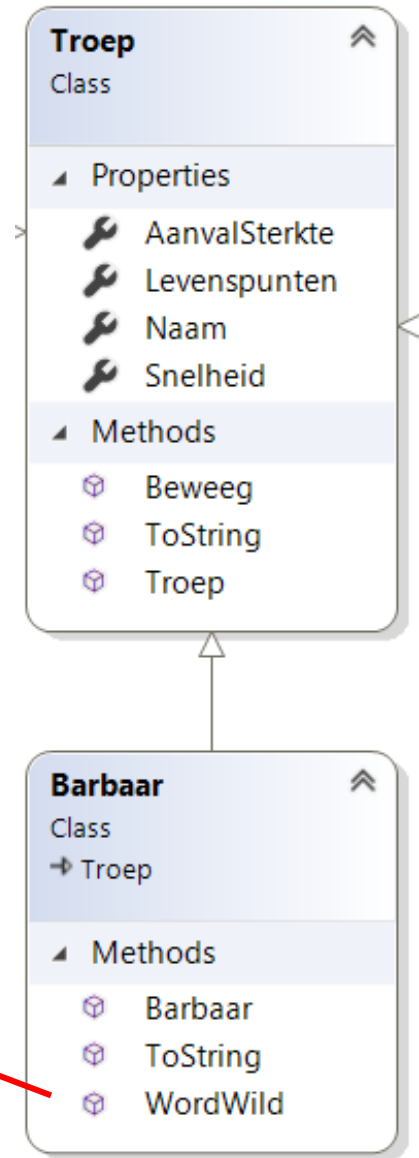 Troep
Class
Properties
AanvalSterkte
Levenspunten
Naam
Snelheid
Methods
Beweeg
ToString
Troep
Barbaar
Class
Troep
Methods
Barbaar
ToString
WordWild